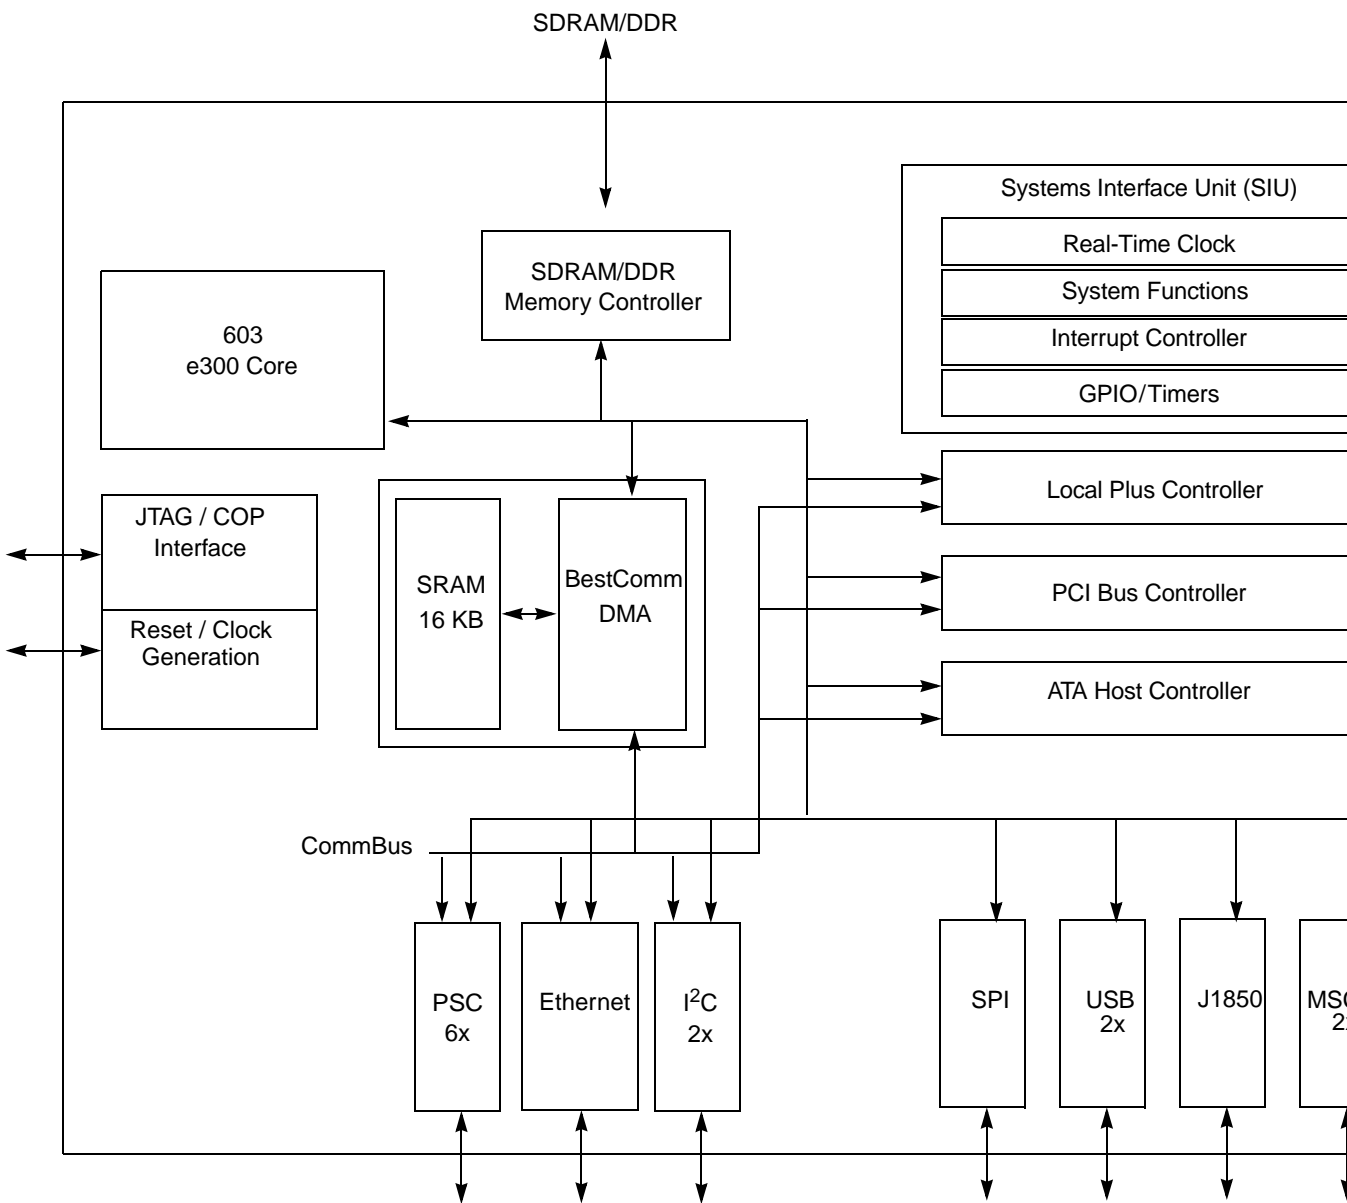 SDRAM/DDR
Systems Interface Unit (SIU)
Real-Time Clock
System Functions
Interrupt Controller
GPIO/Timers
SDRAM/DDR
Memory Controller
603
e300 Core
Local Plus Controller
JTAG / COP
Interface
SRAM
16 KB
BestComm
DMA
PCI Bus Controller
Reset / Clock
Generation
ATA Host Controller
CommBus
PSC
6x
Ethernet
I²C
2x
SPI
USB
2x
J1850